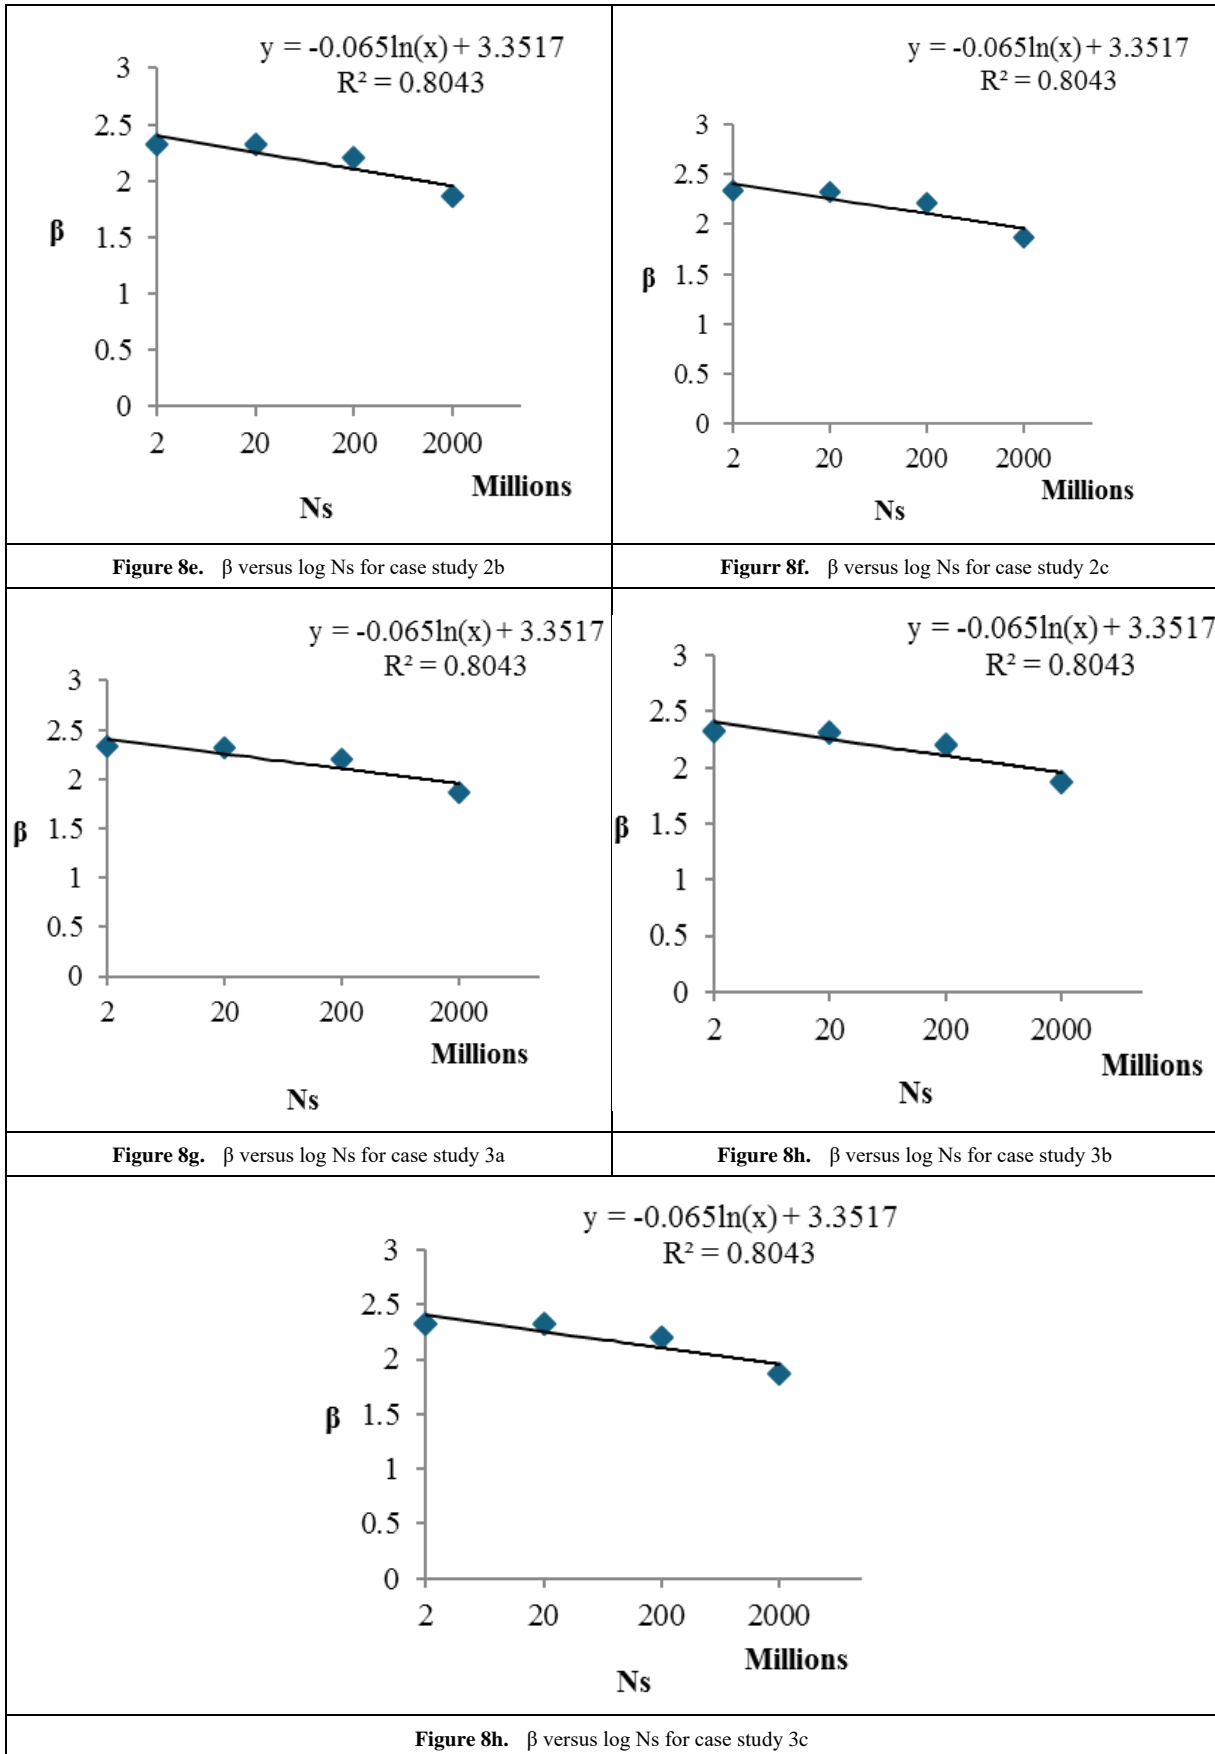 y = -0.065ln(x) + 3.3517
R² = 0.8043
3
2.5
2
1.5
1
0.5
0
β
2 20 200 2000
Millions
Ns
Figure 8e. β versus log Ns for case study 2b
y = -0.065ln(x) + 3.3517
R² = 0.8043
3
2.5
2
1.5
1
0.5
0
β
2 20 200 2000
Millions
Ns
Figurr 8f. β versus log Ns for case study 2c
y = -0.065ln(x) + 3.3517
R² = 0.8043
3
2.5
2
1.5
1
0.5
0
β
2 20 200 2000
Millions
Ns
Figure 8g. β versus log Ns for case study 3a
y = -0.065ln(x) + 3.3517
R² = 0.8043
3
2.5
2
1.5
1
0.5
0
β
2 20 200 2000
Millions
Ns
Figure 8h. β versus log Ns for case study 3b
y = -0.065ln(x) + 3.3517
R² = 0.8043
3
2.5
2
1.5
1
0.5
0
β
2 20 200 2000
Millions
Ns
Figure 8h. β versus log Ns for case study 3c